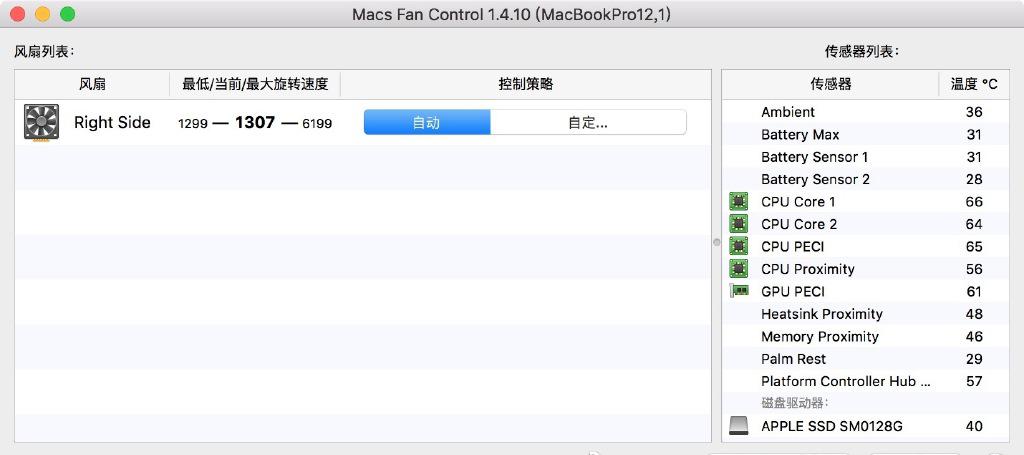 Macs Fan Control 1.4.10 (MacBookPro12,1)
风扇列表：
传感器列表：
风扇 最低/当前/最大旋转速度 控制策略
Right Side 1299 — 1307 — 6199 自动 自定...
传感器 温度 °C
Ambient 36
Battery Max 31
Battery Sensor 1 31
Battery Sensor 2 28
CPU Core 1 66
CPU Core 2 64
CPU PECI 65
CPU Proximity 56
GPU PECI 61
Heatsink Proximity 48
Memory Proximity 46
Palm Rest 29
Platform Controller Hub ... 57
磁盘驱动器：
APPLE SSD SM0128G 40